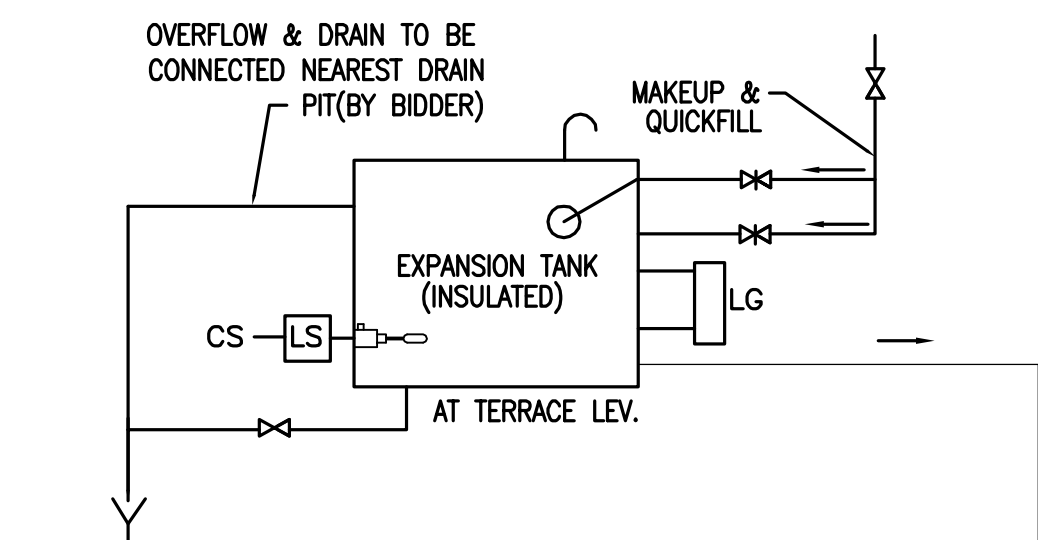 OVERFLOW & DRAIN TO BE
CONNECTED NEAREST DRAIN
PIT(BY BIDDER)
MAKEUP &
QUICKFILL
EXPANSION TANK
(INSULATED)
LG
CS
LS
AT TERRACE LEV.